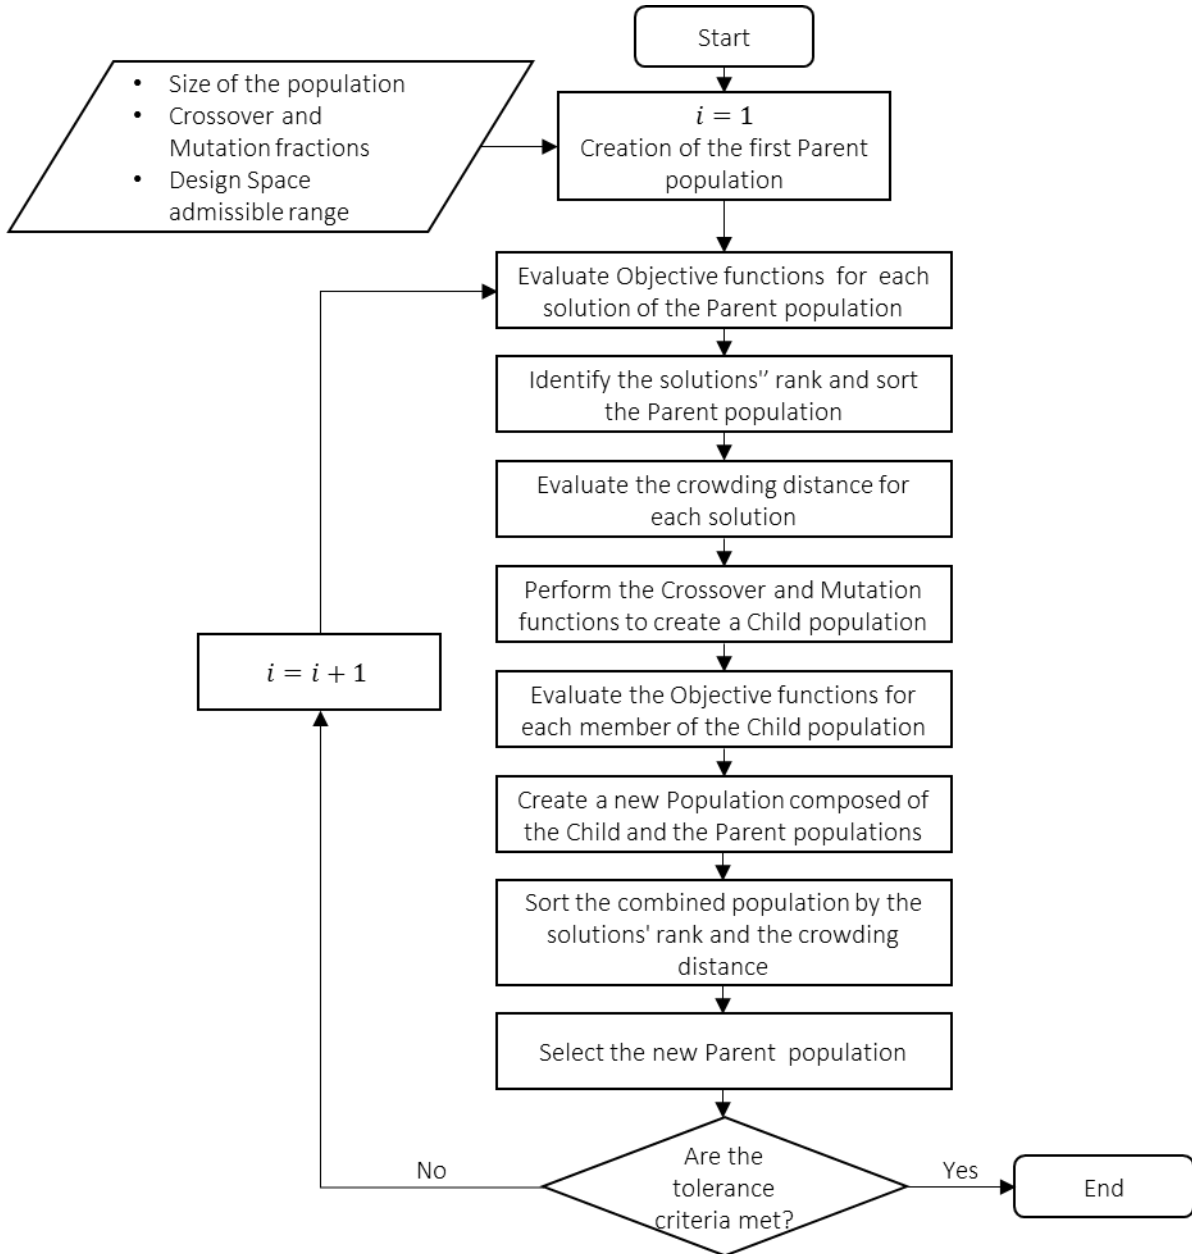 Start
• Size of the population
• Crossover and
Mutation fractions
• Design Space
admissible range
i = 1
Creation of the first Parent
population
Evaluate Objective functions for each
solution of the Parent population
Identify the solutions'' rank and sort
the Parent population
Evaluate the crowding distance for
each solution
Perform the Crossover and Mutation
functions to create a Child population
i = i + 1
Evaluate the Objective functions for
each member of the Child population
Create a new Population composed of
the Child and the Parent populations
Sort the combined population by the
solutions' rank and the crowding
distance
Select the new Parent population
Are the
tolerance
criteria met?
No
Yes
End